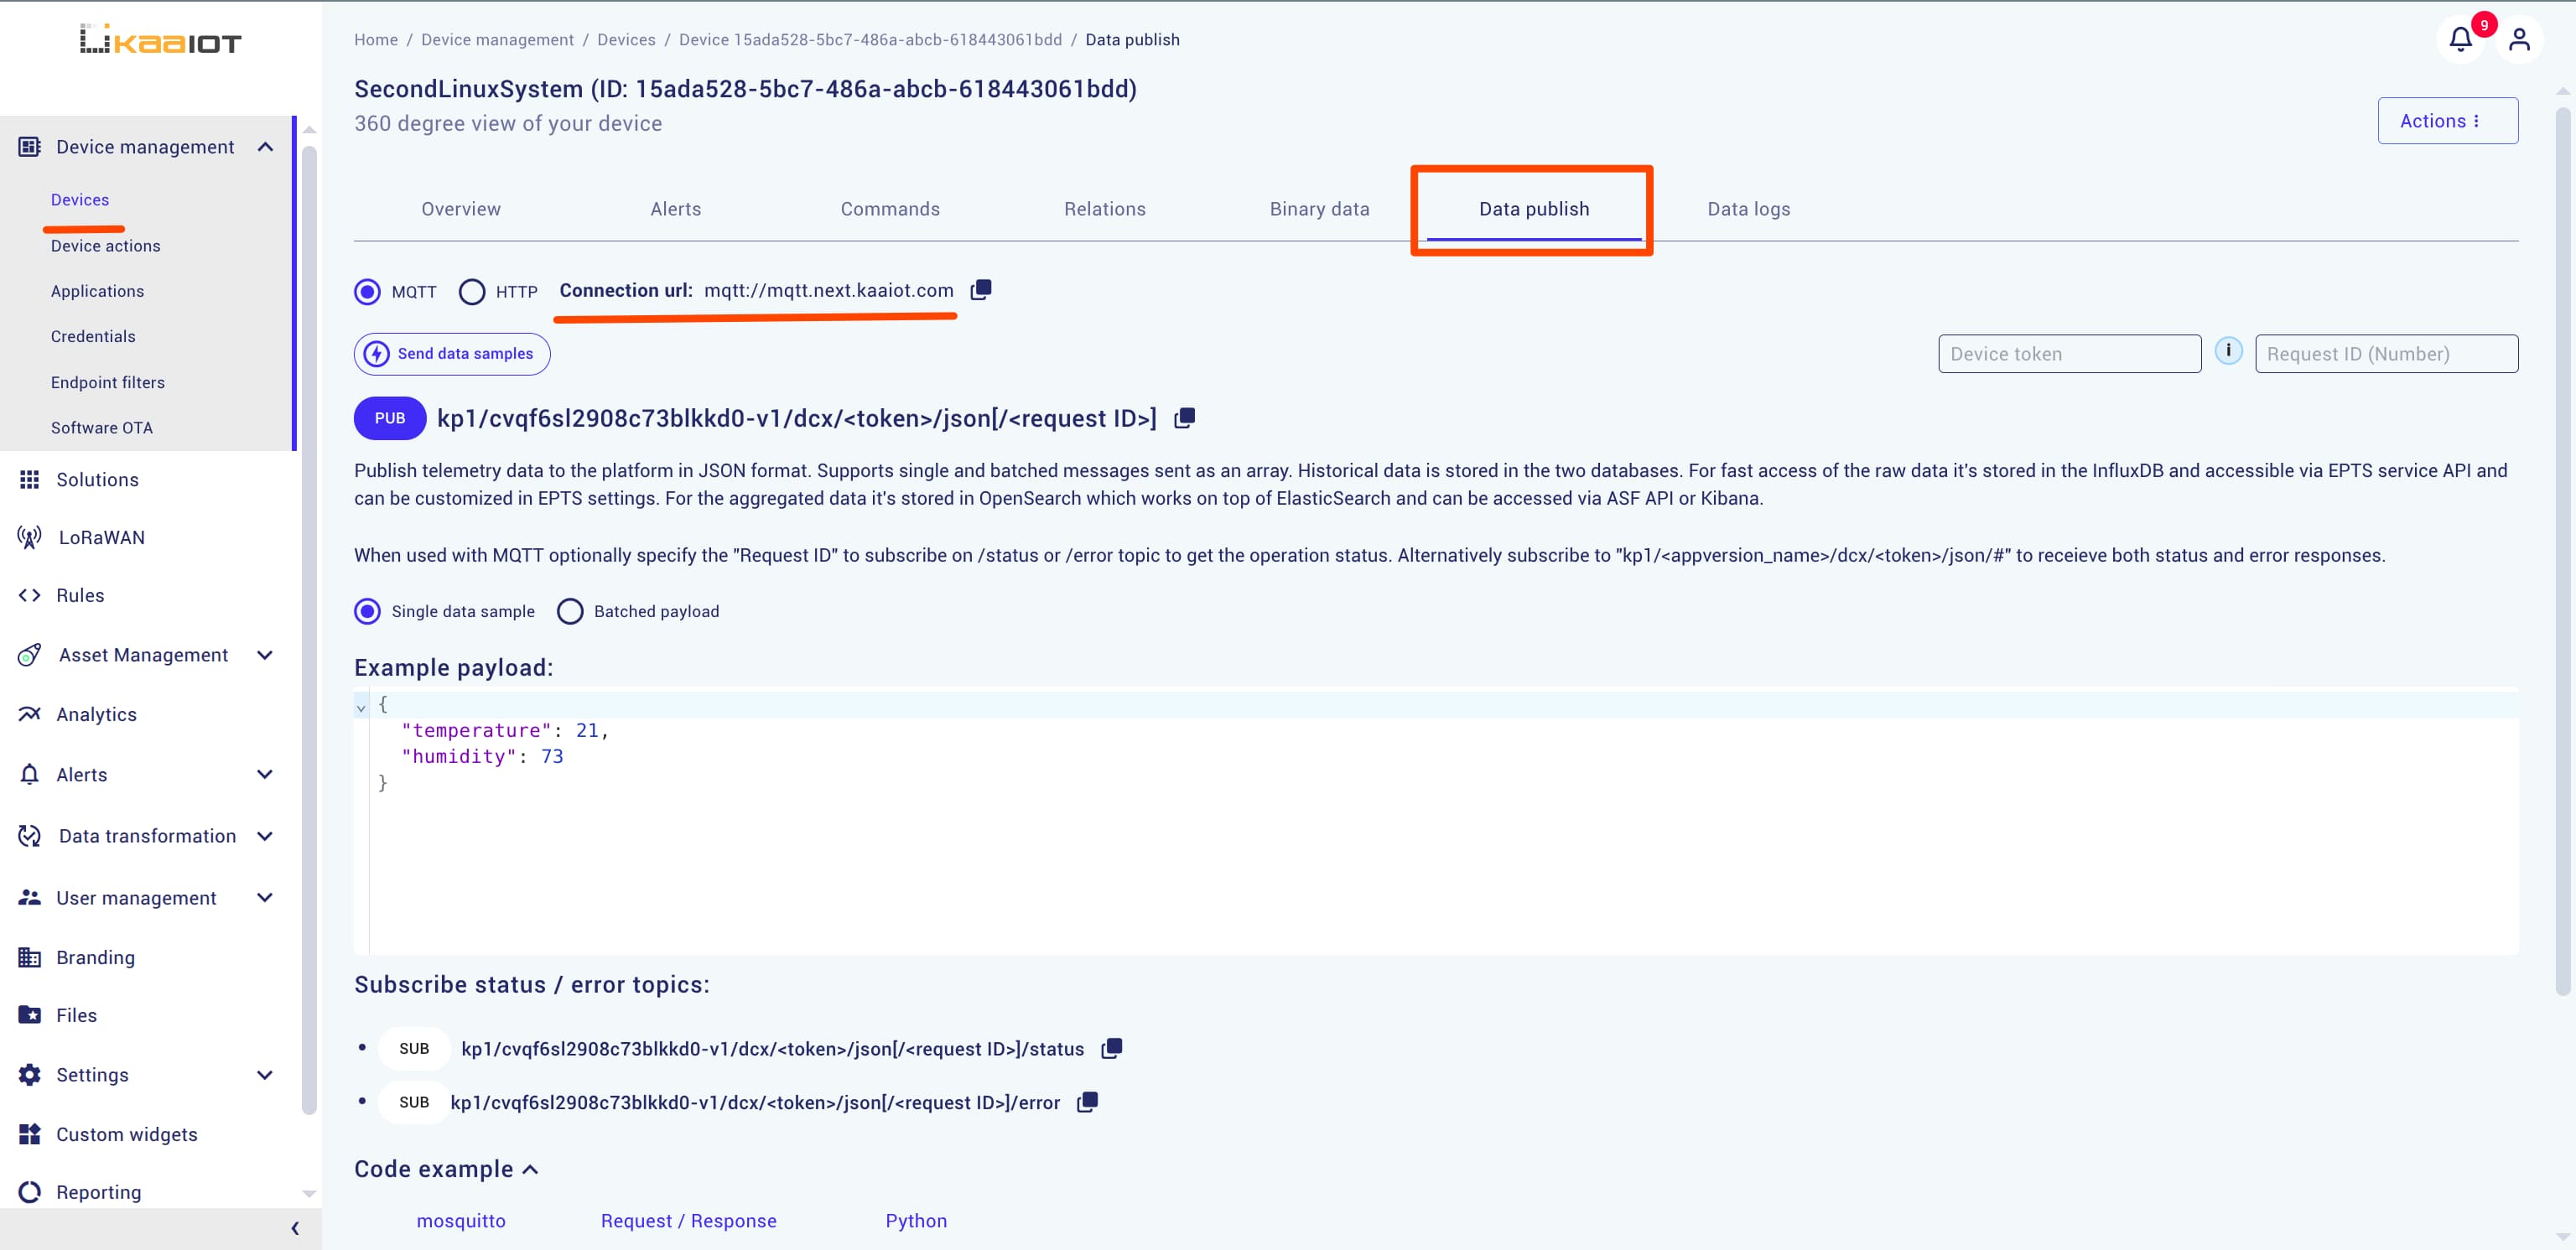 kaaIOT
Home / Device management / Devices / Device 15ada528-5bc7-486a-abcb-618443061bdd / Data publish
9
SecondLinuxSystem (ID: 15ada528-5bc7-486a-abcb-618443061bdd)
360 degree view of your device
Actions
Device management
Devices
Device actions
Applications
Credentials
Endpoint filters
Software OTA
Solutions
LoRaWAN
Rules
Asset Management
Analytics
Alerts
Data transformation
User management
Branding
Files
Settings
Custom widgets
Reporting
Overview Alerts Commands Relations Binary data Data publish Data logs
MQTT HTTP Connection url: mqtt://mqtt.next.kaaiot.com
Send data samples Device token i Request ID (Number)
PUB kp1/cvqf6sl2908c73blkkd0-v1/dcx/<token>/json[/<request ID>]
Publish telemetry data to the platform in JSON format. Supports single and batched messages sent as an array. Historical data is stored in the two databases. For fast access of the raw data it's stored in the InfluxDB and accessible via EPTS service API and
can be customized in EPTS settings. For the aggregated data it's stored in OpenSearch which works on top of ElasticSearch and can be accessed via ASF API or Kibana.
When used with MQTT optionally specify the "Request ID" to subscribe on /status or /error topic to get the operation status. Alternatively subscribe to "kp1/<appversion_name>/dcx/<token>/json/#" to receieve both status and error responses.
Single data sample Batched payload
Example payload:
{
"temperature": 21,
"humidity": 73
}
Subscribe status / error topics:
• SUB kp1/cvqf6sl2908c73blkkd0-v1/dcx/<token>/json[/<request ID>]/status
• SUB kp1/cvqf6sl2908c73blkkd0-v1/dcx/<token>/json[/<request ID>]/error
Code example
mosquitto Request / Response Python